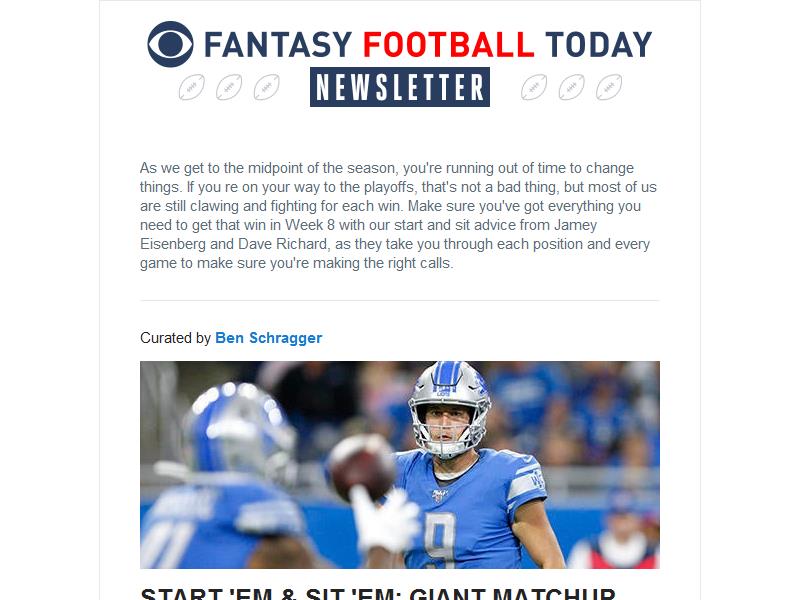 FANTASY FOOTBALL TODAY
NEWSLETTER
As we get to the midpoint of the season, you're running out of time to change
things. If you re on your way to the playoffs, that's not a bad thing, but most of us
are still clawing and fighting for each win. Make sure you've got everything you
need to get that win in Week 8 with our start and sit advice from Jamey
Eisenberg and Dave Richard, as they take you through each position and every
game to make sure you're making the right calls.
Curated by Ben Schragger
9
START 'EM & SIT 'EM: GIANT MATCHUP